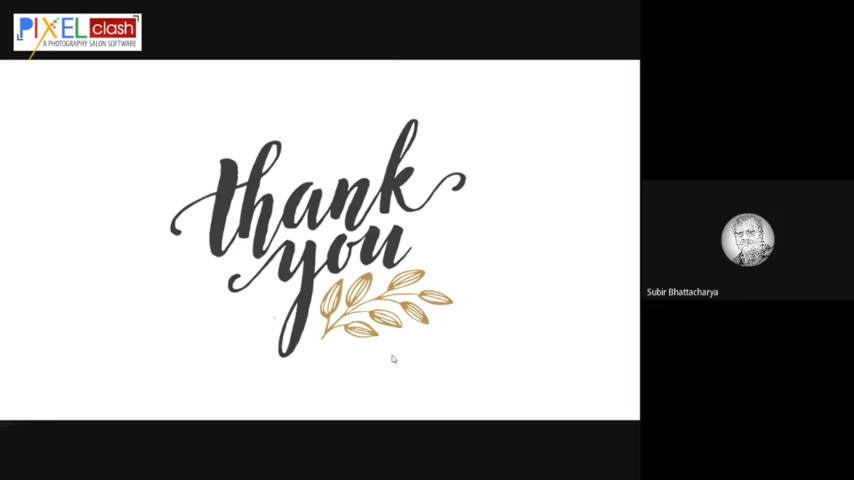 PIXEL clash
A PHOTOGRAPHY SALON SOFTWARE
thank
you
Subir Bhattacharya